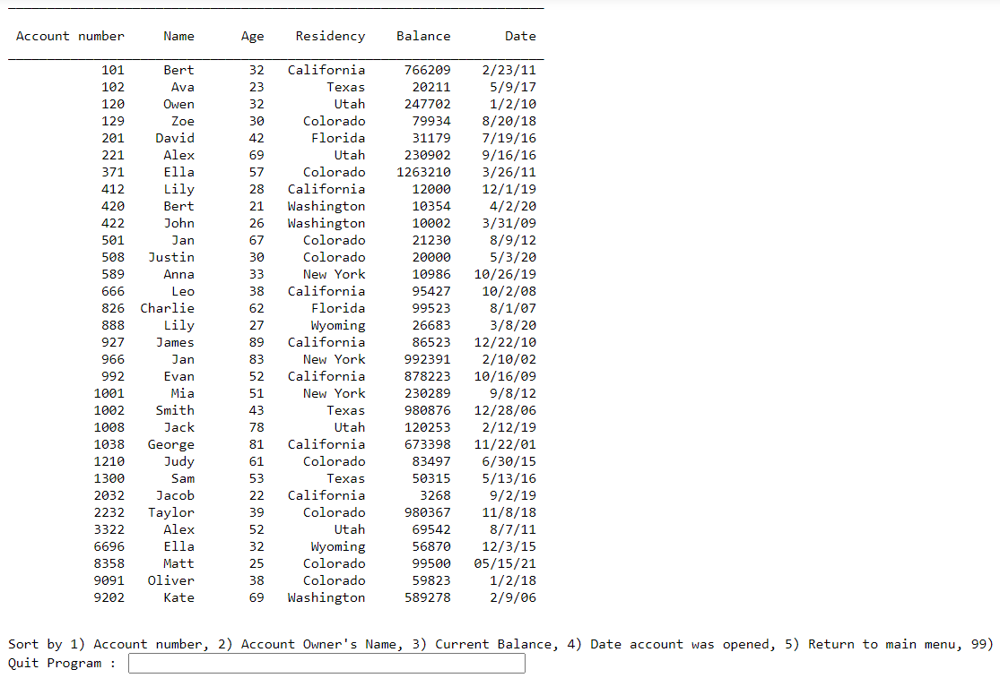 Account number Name Age Residency Balance Date
101 Bert 32 California 766209 2/23/11
102 Ava 23 Texas 20211 5/9/17
120 Owen 32 Utah 247702 1/2/10
129 Zoe 30 Colorado 79934 8/20/18
201 David 42 Florida 31179 7/19/16
221 Alex 69 Utah 230902 9/16/16
371 Ella 57 Colorado 1263210 3/26/11
412 Lily 28 California 12000 12/1/19
420 Bert 21 Washington 10354 4/2/20
422 John 26 Washington 10002 3/31/09
501 Jan 67 Colorado 21230 8/9/12
508 Justin 30 Colorado 20000 5/3/20
589 Anna 33 New York 10986 10/26/19
666 Leo 38 California 95427 10/2/08
826 Charlie 62 Florida 99523 8/1/07
888 Lily 27 Wyoming 26683 3/8/20
927 James 89 California 86523 12/22/10
966 Jan 83 New York 992391 2/10/02
992 Evan 52 California 878223 10/16/09
1001 Mia 51 New York 230289 9/8/12
1002 Smith 43 Texas 980876 12/28/06
1008 Jack 78 Utah 120253 2/12/19
1038 George 81 California 673398 11/22/01
1210 Judy 61 Colorado 83497 6/30/15
1300 Sam 53 Texas 50315 5/13/16
2032 Jacob 22 California 3268 9/2/19
2232 Taylor 39 Colorado 980367 11/8/18
3322 Alex 52 Utah 69542 8/7/11
6696 Ella 32 Wyoming 56870 12/3/15
8358 Matt 25 Colorado 99500 05/15/21
9091 Oliver 38 Colorado 59823 1/2/18
9202 Kate 69 Washington 589278 2/9/06
Sort by 1) Account number, 2) Account Owner's Name, 3) Current Balance, 4) Date account was opened, 5) Return to main menu, 99)
Quit Program :